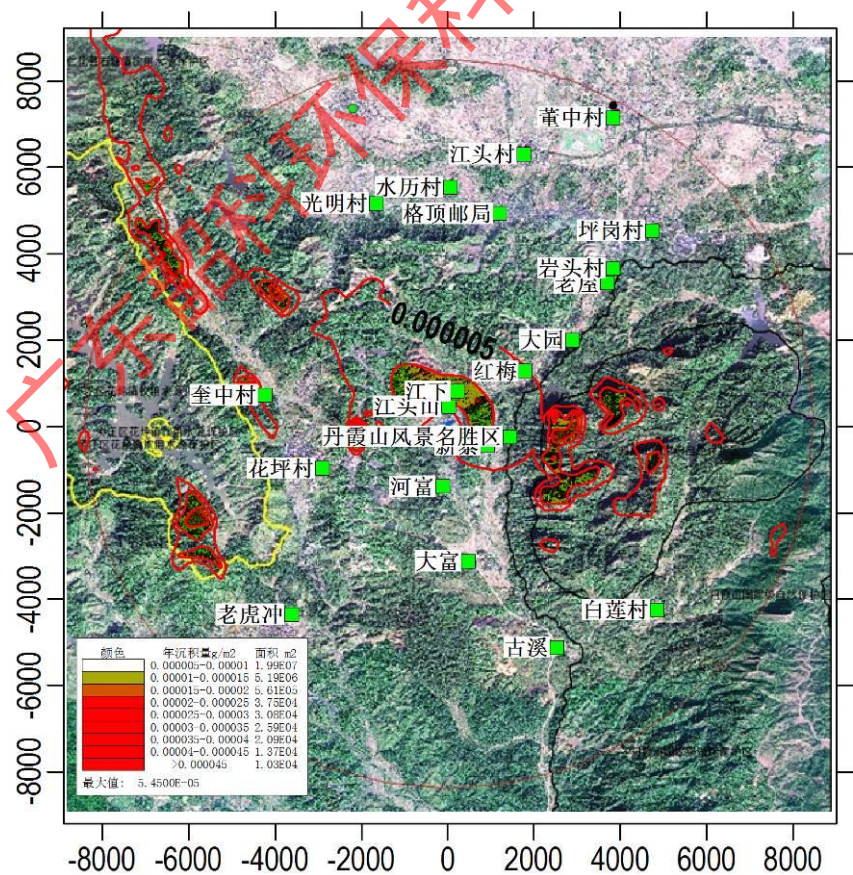 广东韶科环保科
8000
6000
4000
2000
0
-2000
-4000
-6000
-8000
董中村
江头村
水历村
光明村
格顶邮局
坪岗村
岩头村
老屋
大园
0.000005
红梅
江下
奎中村
江头山
丹霞山风景名胜区
花坪村
河富
大富
白莲村
老虎冲
古溪
颜色 年沉积量g/m2 面积 m2
0.000005-0.00001 1.99E07
0.00001-0.000015 5.19E06
0.000015-0.00002 5.61E05
0.00002-0.000025 3.75E04
0.000025-0.00003 3.08E04
0.00003-0.000035 2.59E04
0.000035-0.00004 2.09E04
0.00004-0.000045 1.37E04
>0.000045 1.03E04
最大值: 5.4500E-05
-8000 -6000 -4000 -2000 0 2000 4000 6000 8000